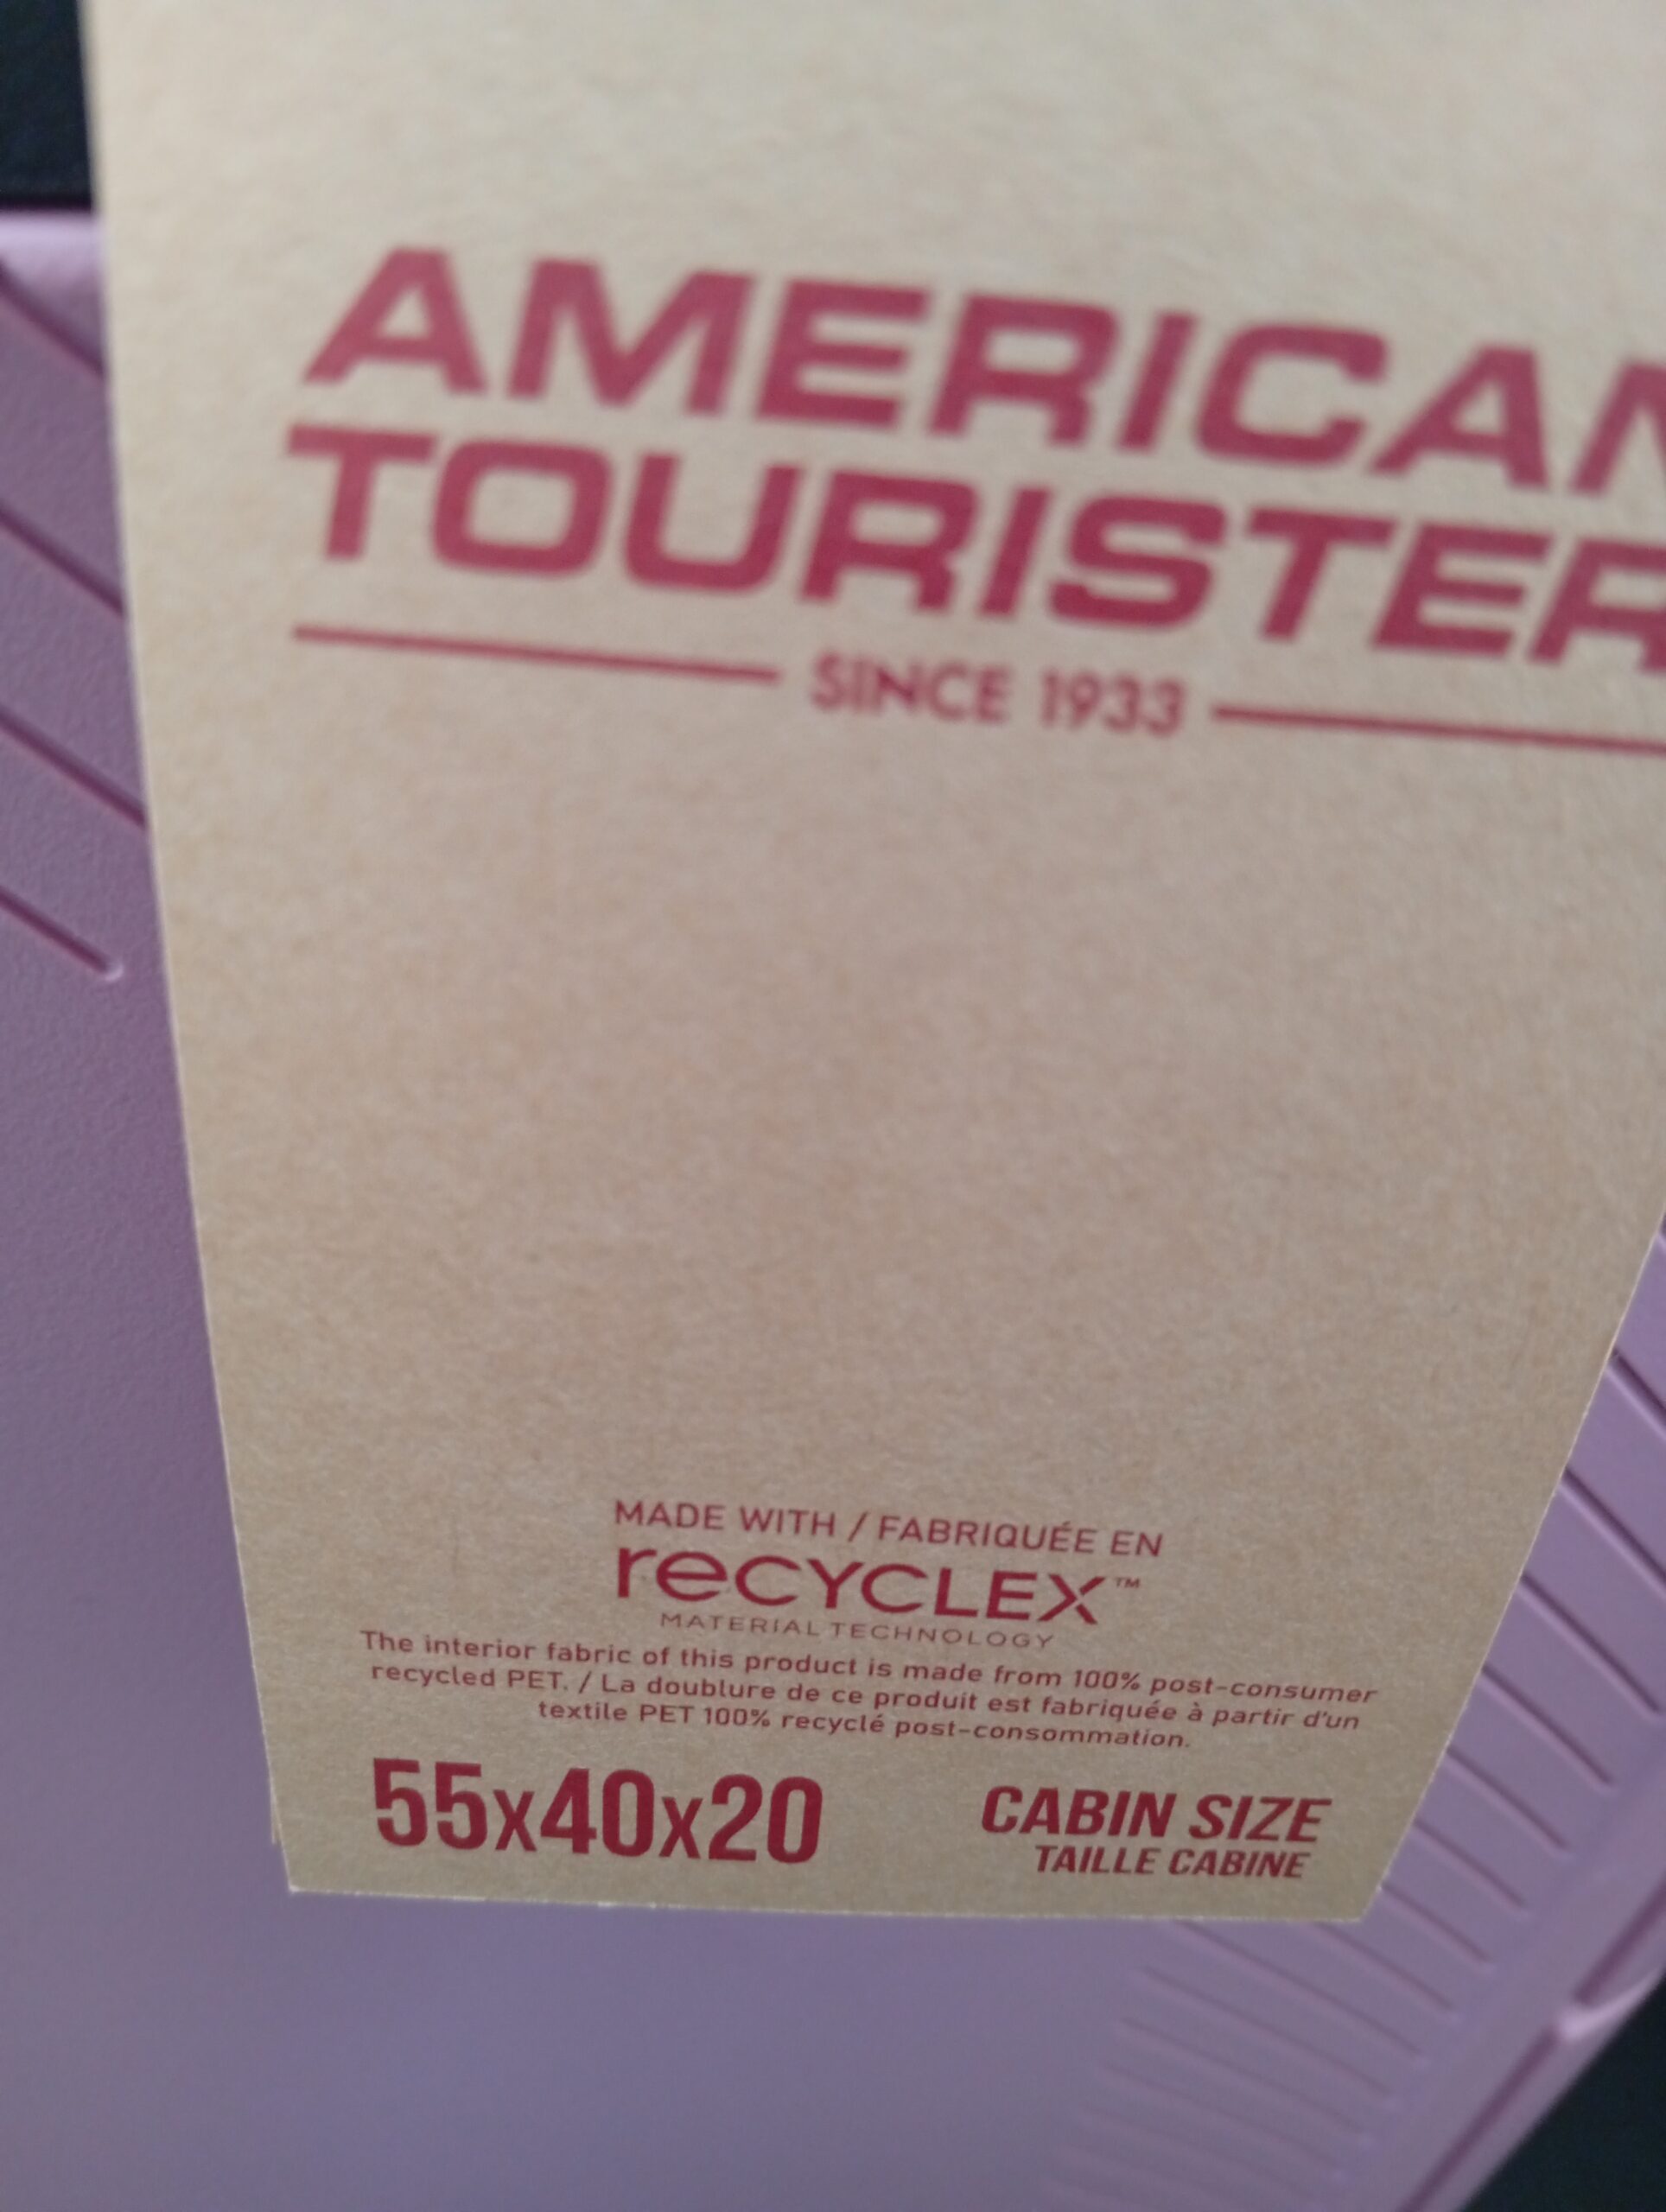 AMERICAN
TOURISTER
SINCE 1933
MADE WITH / FABRIQUÉE EN
reCYCLEX™
MATERIAL TECHNOLOGY
The interior fabric of this product is made from 100% post-consumer
recycled PET. / La doublure de ce produit est fabriquée à partir d'un
textile PET 100% recyclé post-consommation.
55x40x20
CABIN SIZE
TAILLE CABINE